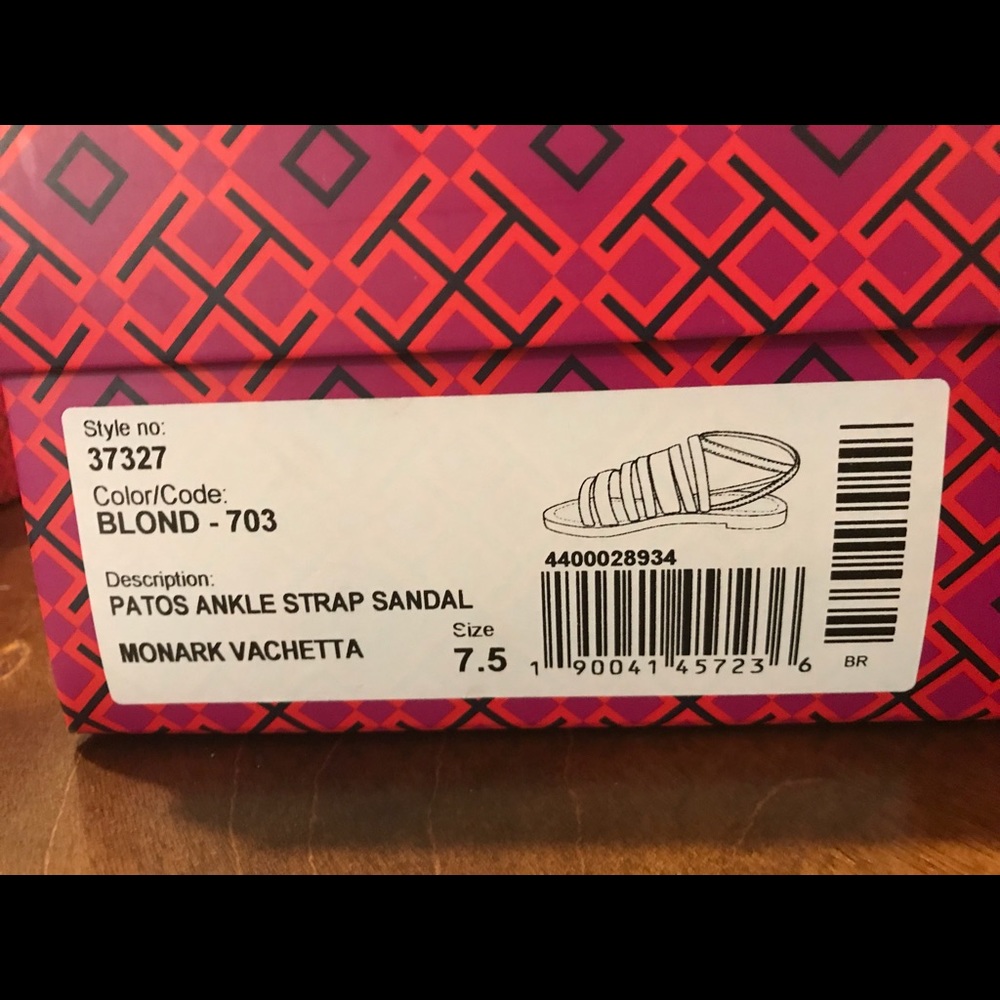 Style no:
37327
Color/Code:
BLOND - 703
Description:
PATOS ANKLE STRAP SANDAL
MONARK VACHETTA
Size
7.5
4400028934
1 90041 45723 6
BR